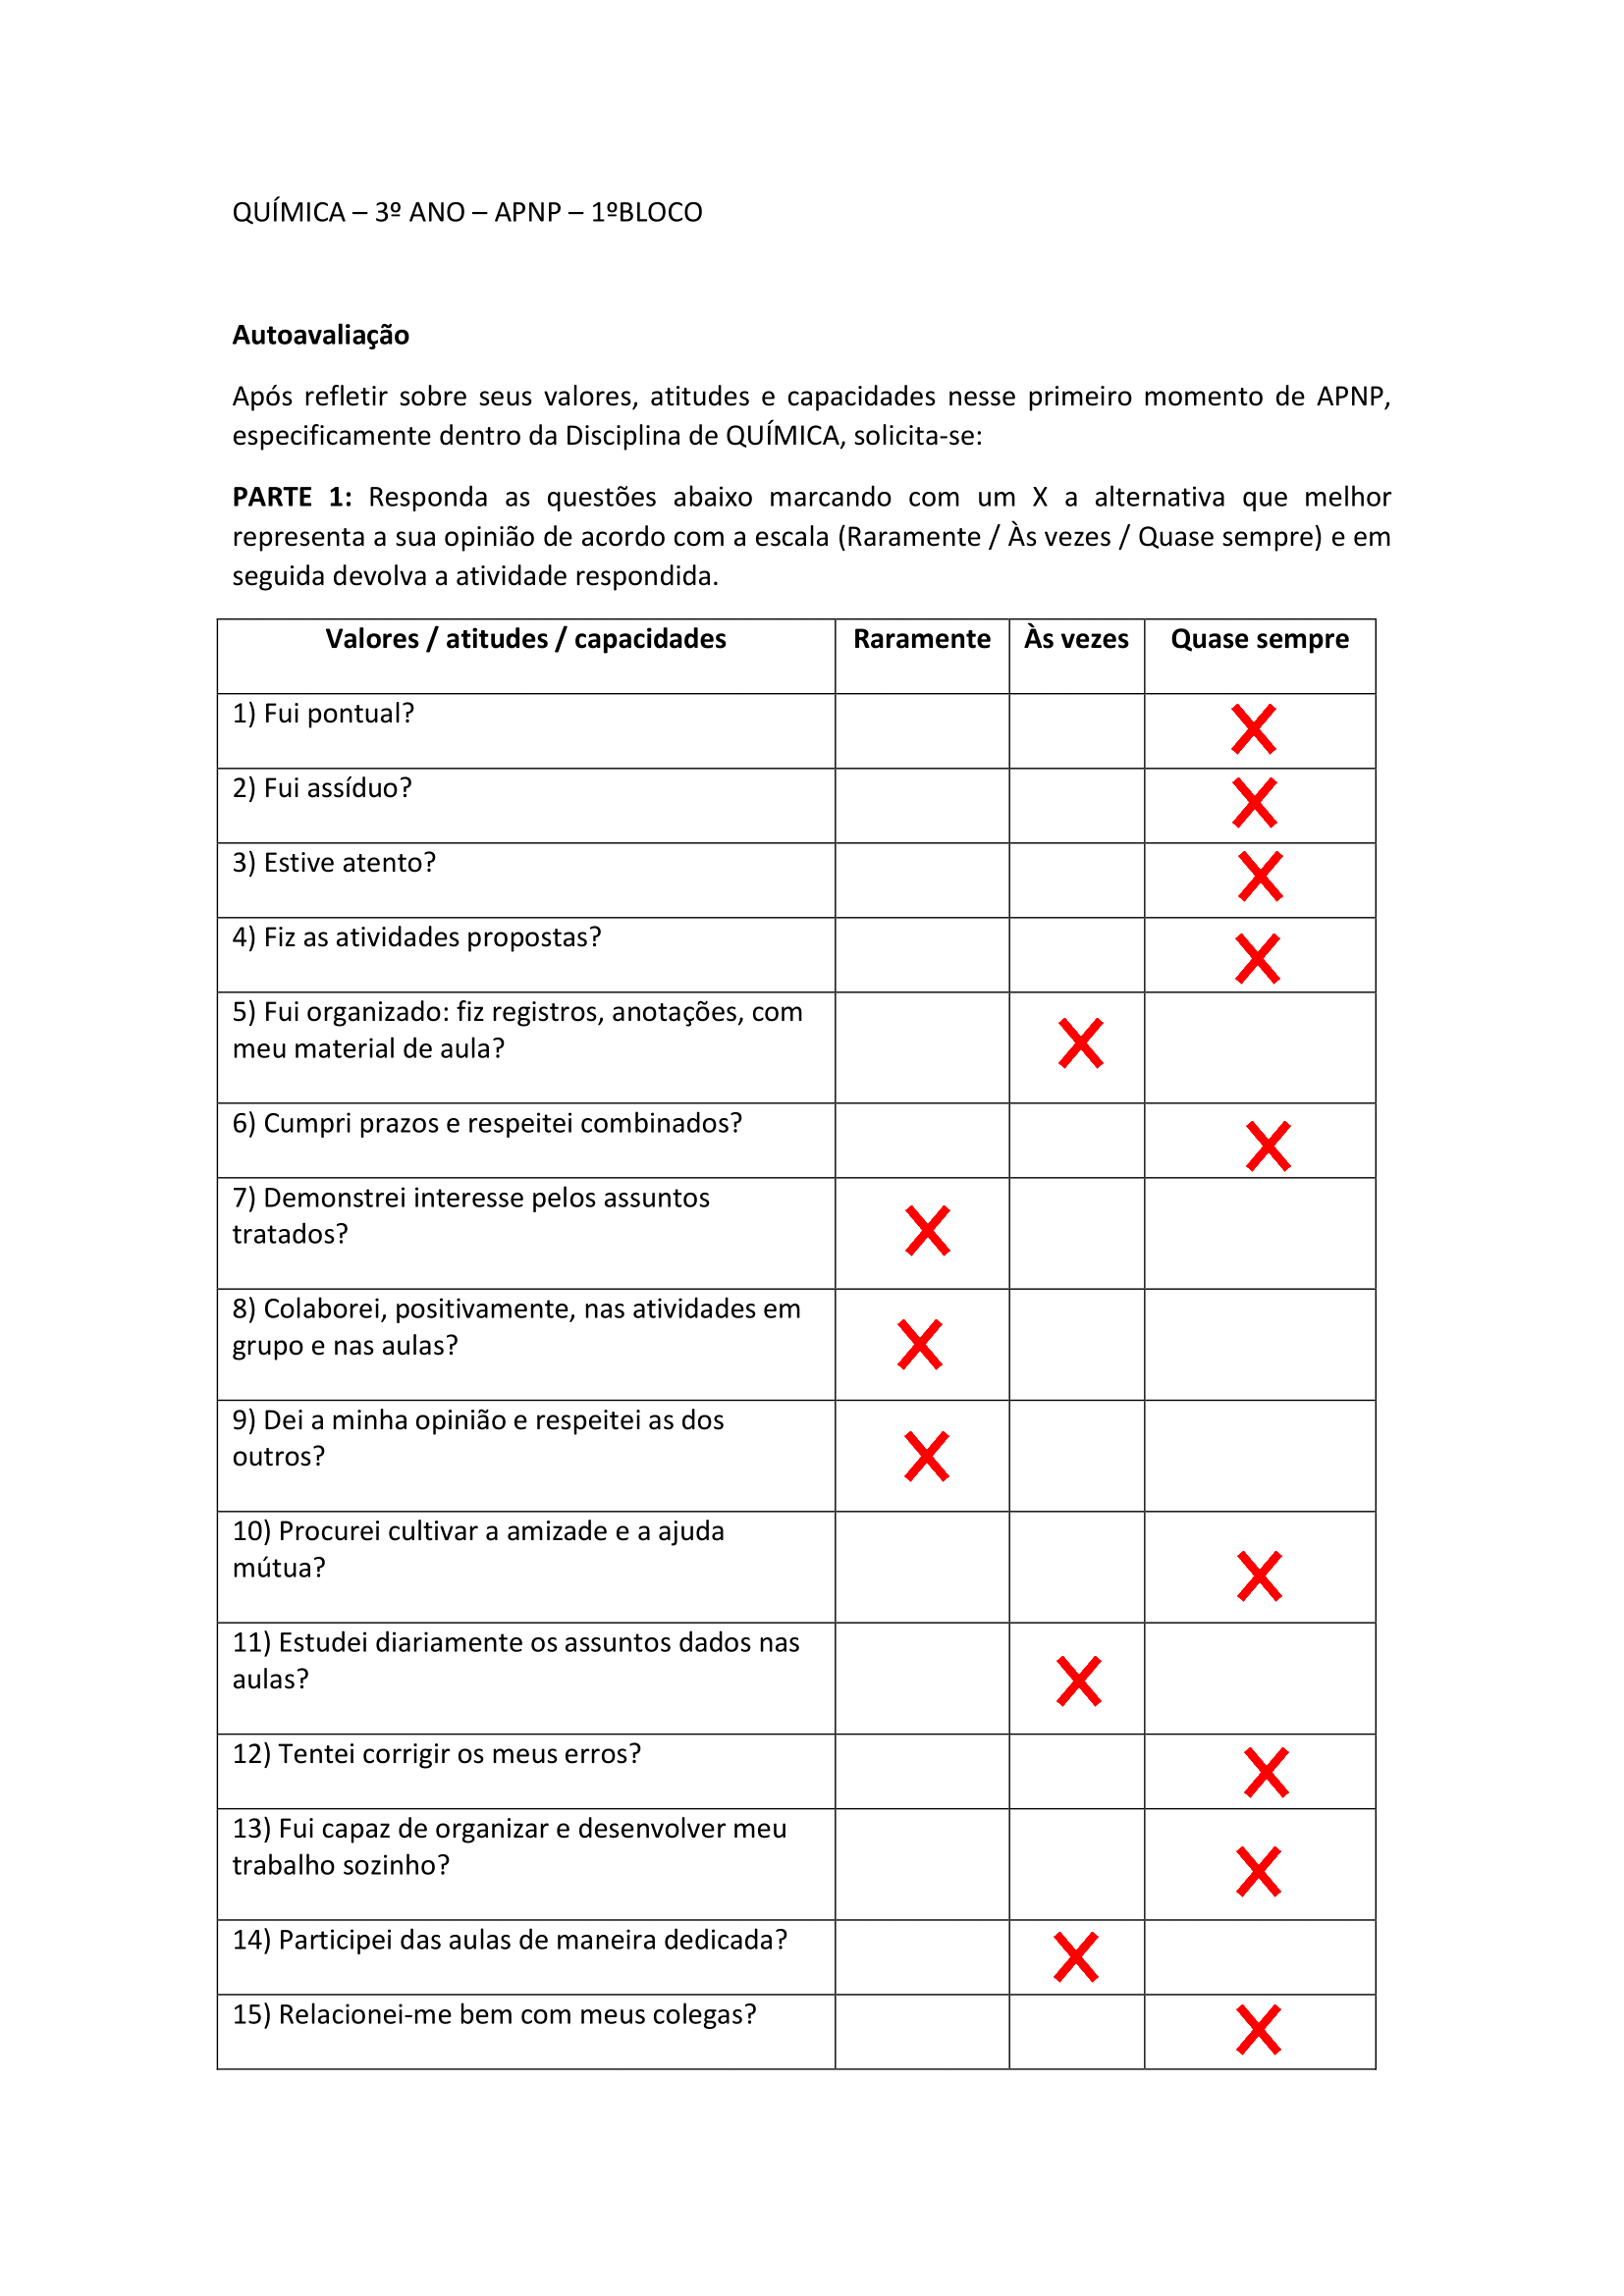 QUÍMICA – 3º ANO – APNP – 1ºBLOCO
Autoavaliação
Após refletir sobre seus valores, atitudes e capacidades nesse primeiro momento de APNP,
especificamente dentro da Disciplina de QUÍMICA, solicita-se:
PARTE 1: Responda as questões abaixo marcando com um X a alternativa que melhor
representa a sua opinião de acordo com a escala (Raramente / Às vezes / Quase sempre) e em
seguida devolva a atividade respondida.
Valores / atitudes / capacidades Raramente Às vezes Quase sempre
1) Fui pontual? X
2) Fui assíduo? X
3) Estive atento? X
4) Fiz as atividades propostas? X
5) Fui organizado: fiz registros, anotações, com
meu material de aula? X
6) Cumpri prazos e respeitei combinados? X
7) Demonstrei interesse pelos assuntos
tratados? X
8) Colaborei, positivamente, nas atividades em
grupo e nas aulas? X
9) Dei a minha opinião e respeitei as dos
outros? X
10) Procurei cultivar a amizade e a ajuda
mútua? X
11) Estudei diariamente os assuntos dados nas
aulas? X
12) Tentei corrigir os meus erros? X
13) Fui capaz de organizar e desenvolver meu
trabalho sozinho? X
14) Participei das aulas de maneira dedicada? X
15) Relacionei-me bem com meus colegas? X